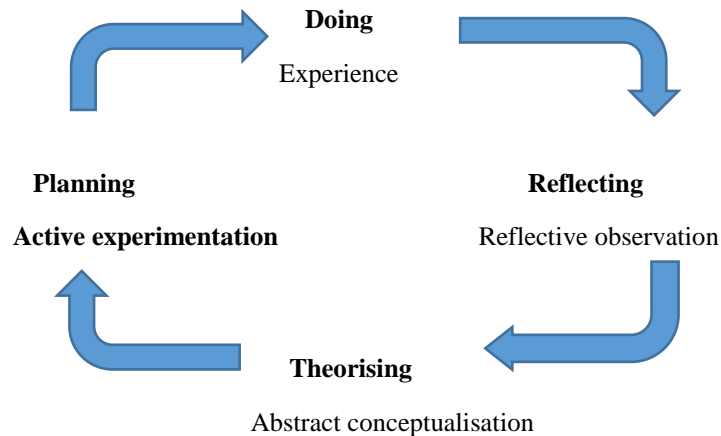 Doing
Experience
Planning
Reflecting
Active experimentation
Reflective observation
Theorising
Abstract conceptualisation